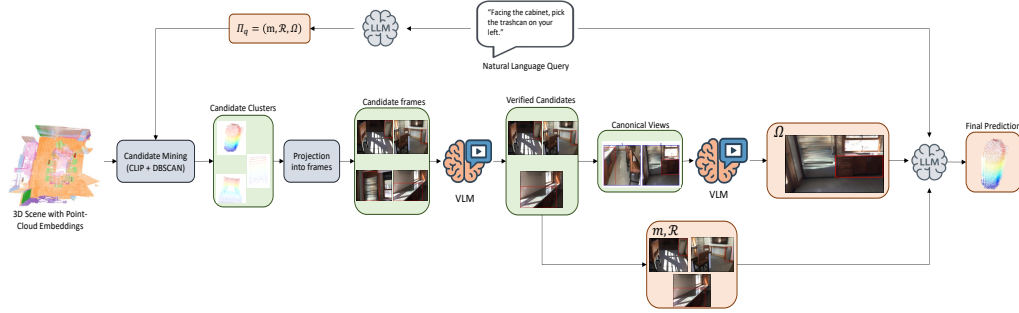 "Facing the cabinet, pick
the trashcan on your
left."
Natural Language Query
LLM
Π_q = (m, ℛ, Ω)
3D Scene with Point-
Cloud Embeddings
Candidate Mining
(CLIP + DBSCAN)
Candidate Clusters
Projection
into frames
Candidate frames
VLM
Verified Candidates
Canonical Views
VLM
Ω
m, ℛ
LLM
Final Prediction